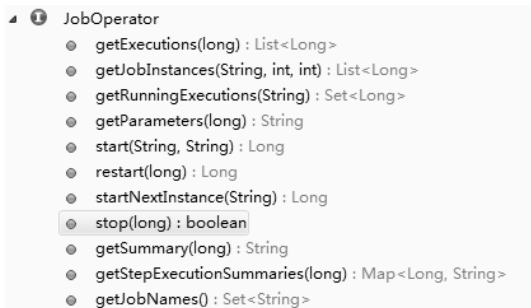 JobOperator
getExecutions(long) : List<Long>
getJobInstances(String, int, int) : List<Long>
getRunningExecutions(String) : Set<Long>
getParameters(long) : String
start(String, String) : Long
restart(long) : Long
startNextInstance(String) : Long
stop(long) : boolean
getSummary(long) : String
getStepExecutionSummaries(long) : Map<Long, String>
getJobNames() : Set<String>